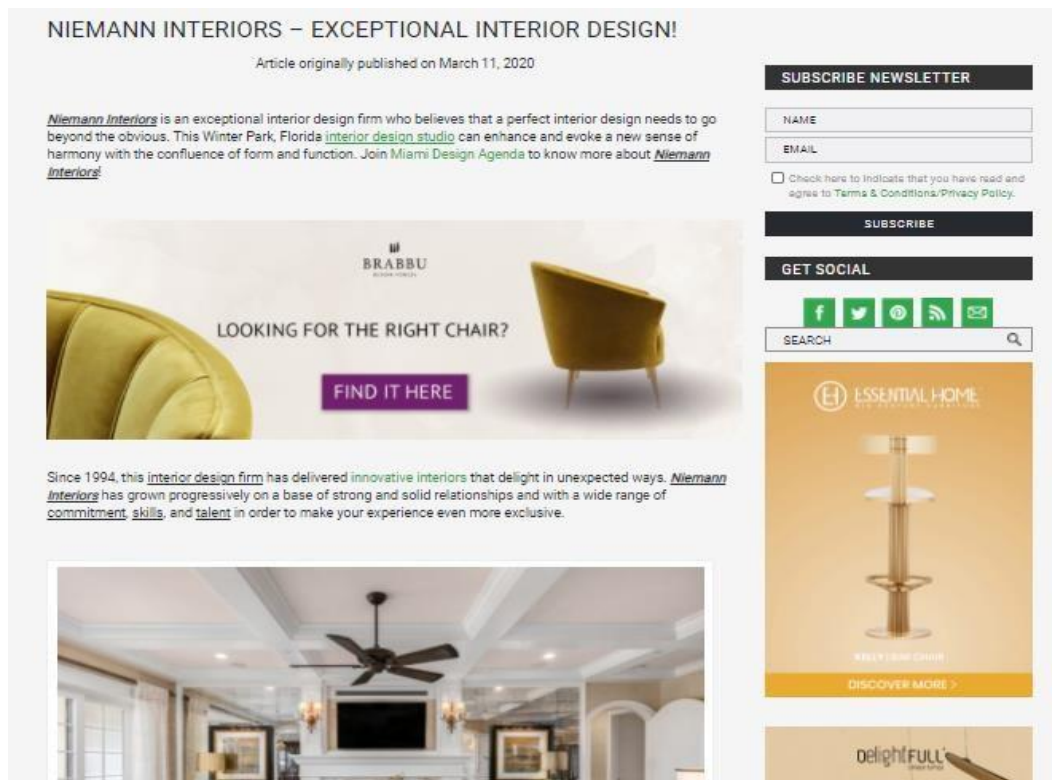 NIEMANN INTERIORS – EXCEPTIONAL INTERIOR DESIGN!
Article originally published on March 11, 2020
Niemann Interiors is an exceptional interior design firm who believes that a perfect interior design needs to go
beyond the obvious. This Winter Park, Florida interior design studio can enhance and evoke a new sense of
harmony with the confluence of form and function. Join Miami Design Agenda to know more about Niemann
Interiors!
BRABBU
LOOKING FOR THE RIGHT CHAIR?
FIND IT HERE
Since 1994, this interior design firm has delivered innovative interiors that delight in unexpected ways. Niemann
Interiors has grown progressively on a base of strong and solid relationships and with a wide range of
commitment, skills, and talent in order to make your experience even more exclusive.
SUBSCRIBE NEWSLETTER
NAME
EMAIL
Check here to indicate that you have read and
agree to Terms & Conditions/Privacy Policy.
SUBSCRIBE
GET SOCIAL
SEARCH
ESSENTIAL HOME
DISCOVER MORE >
DelightFULL